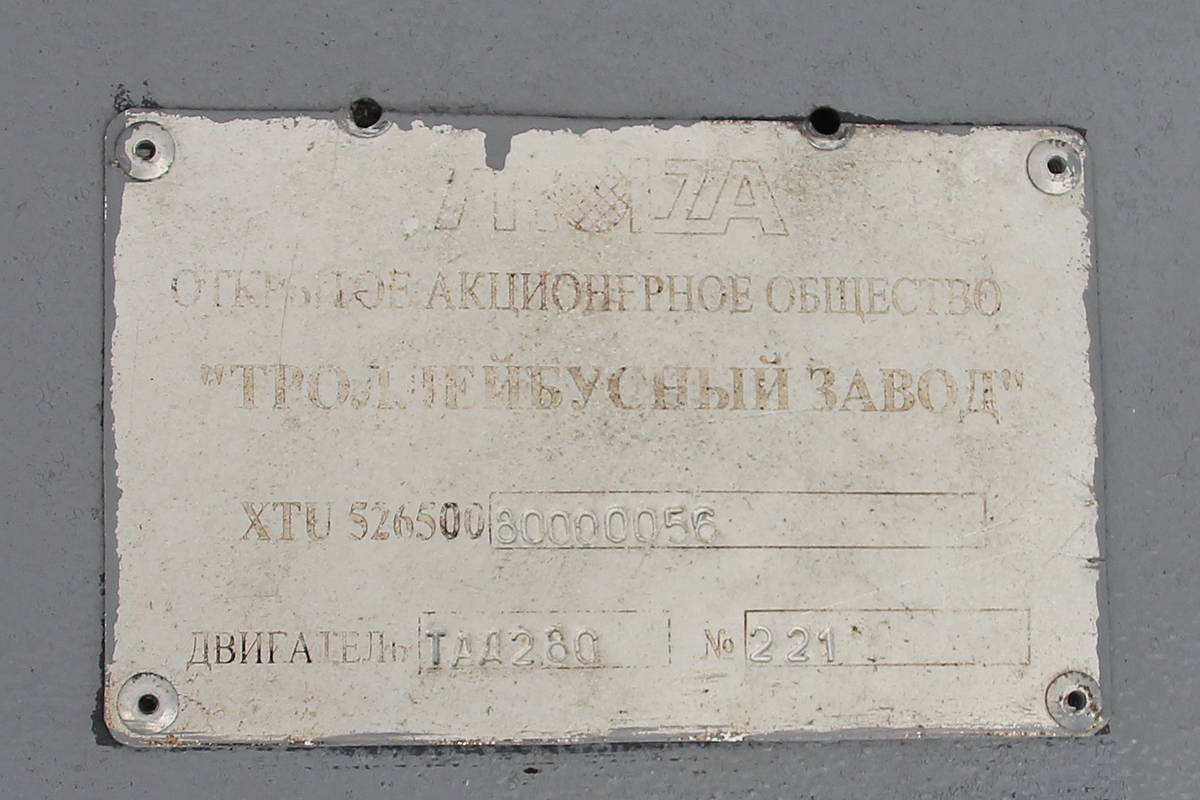 ОТКРЫТОЕ АКЦИОНЕРНОЕ ОБЩЕСТВО
"ТРОЛЛЕЙБУСНЫЙ ЗАВОД"
XTU 526500 80000056
ДВИГАТЕЛЬ ТАД280 № 221